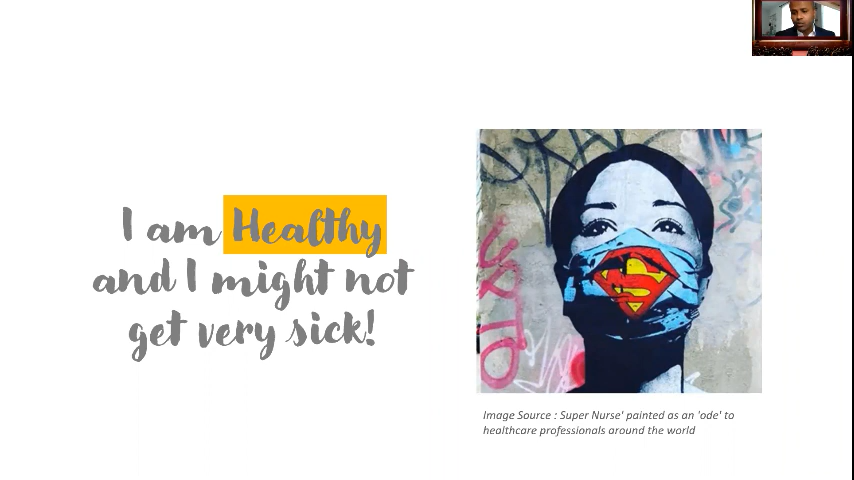 I am Healthy
and I might not
get very sick!
Image Source : Super Nurse' painted as an 'ode' to
healthcare professionals around the world